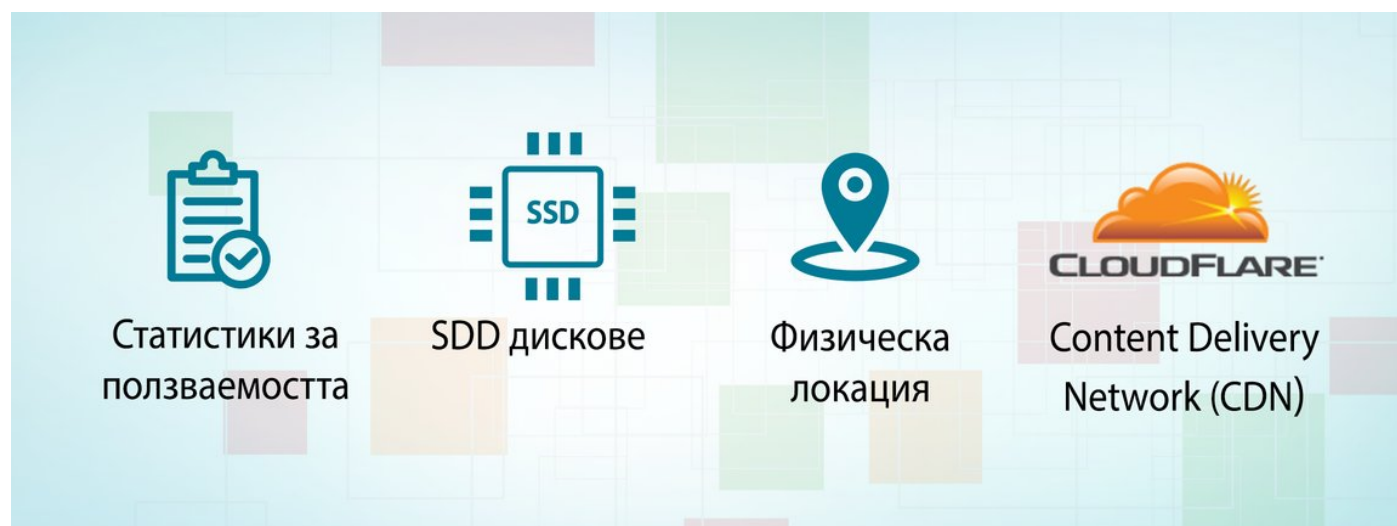 Статистики за
ползваемостта
SSD
SDD дискове
Физическа
локация
CLOUDFLARE
Content Delivery
Network (CDN)